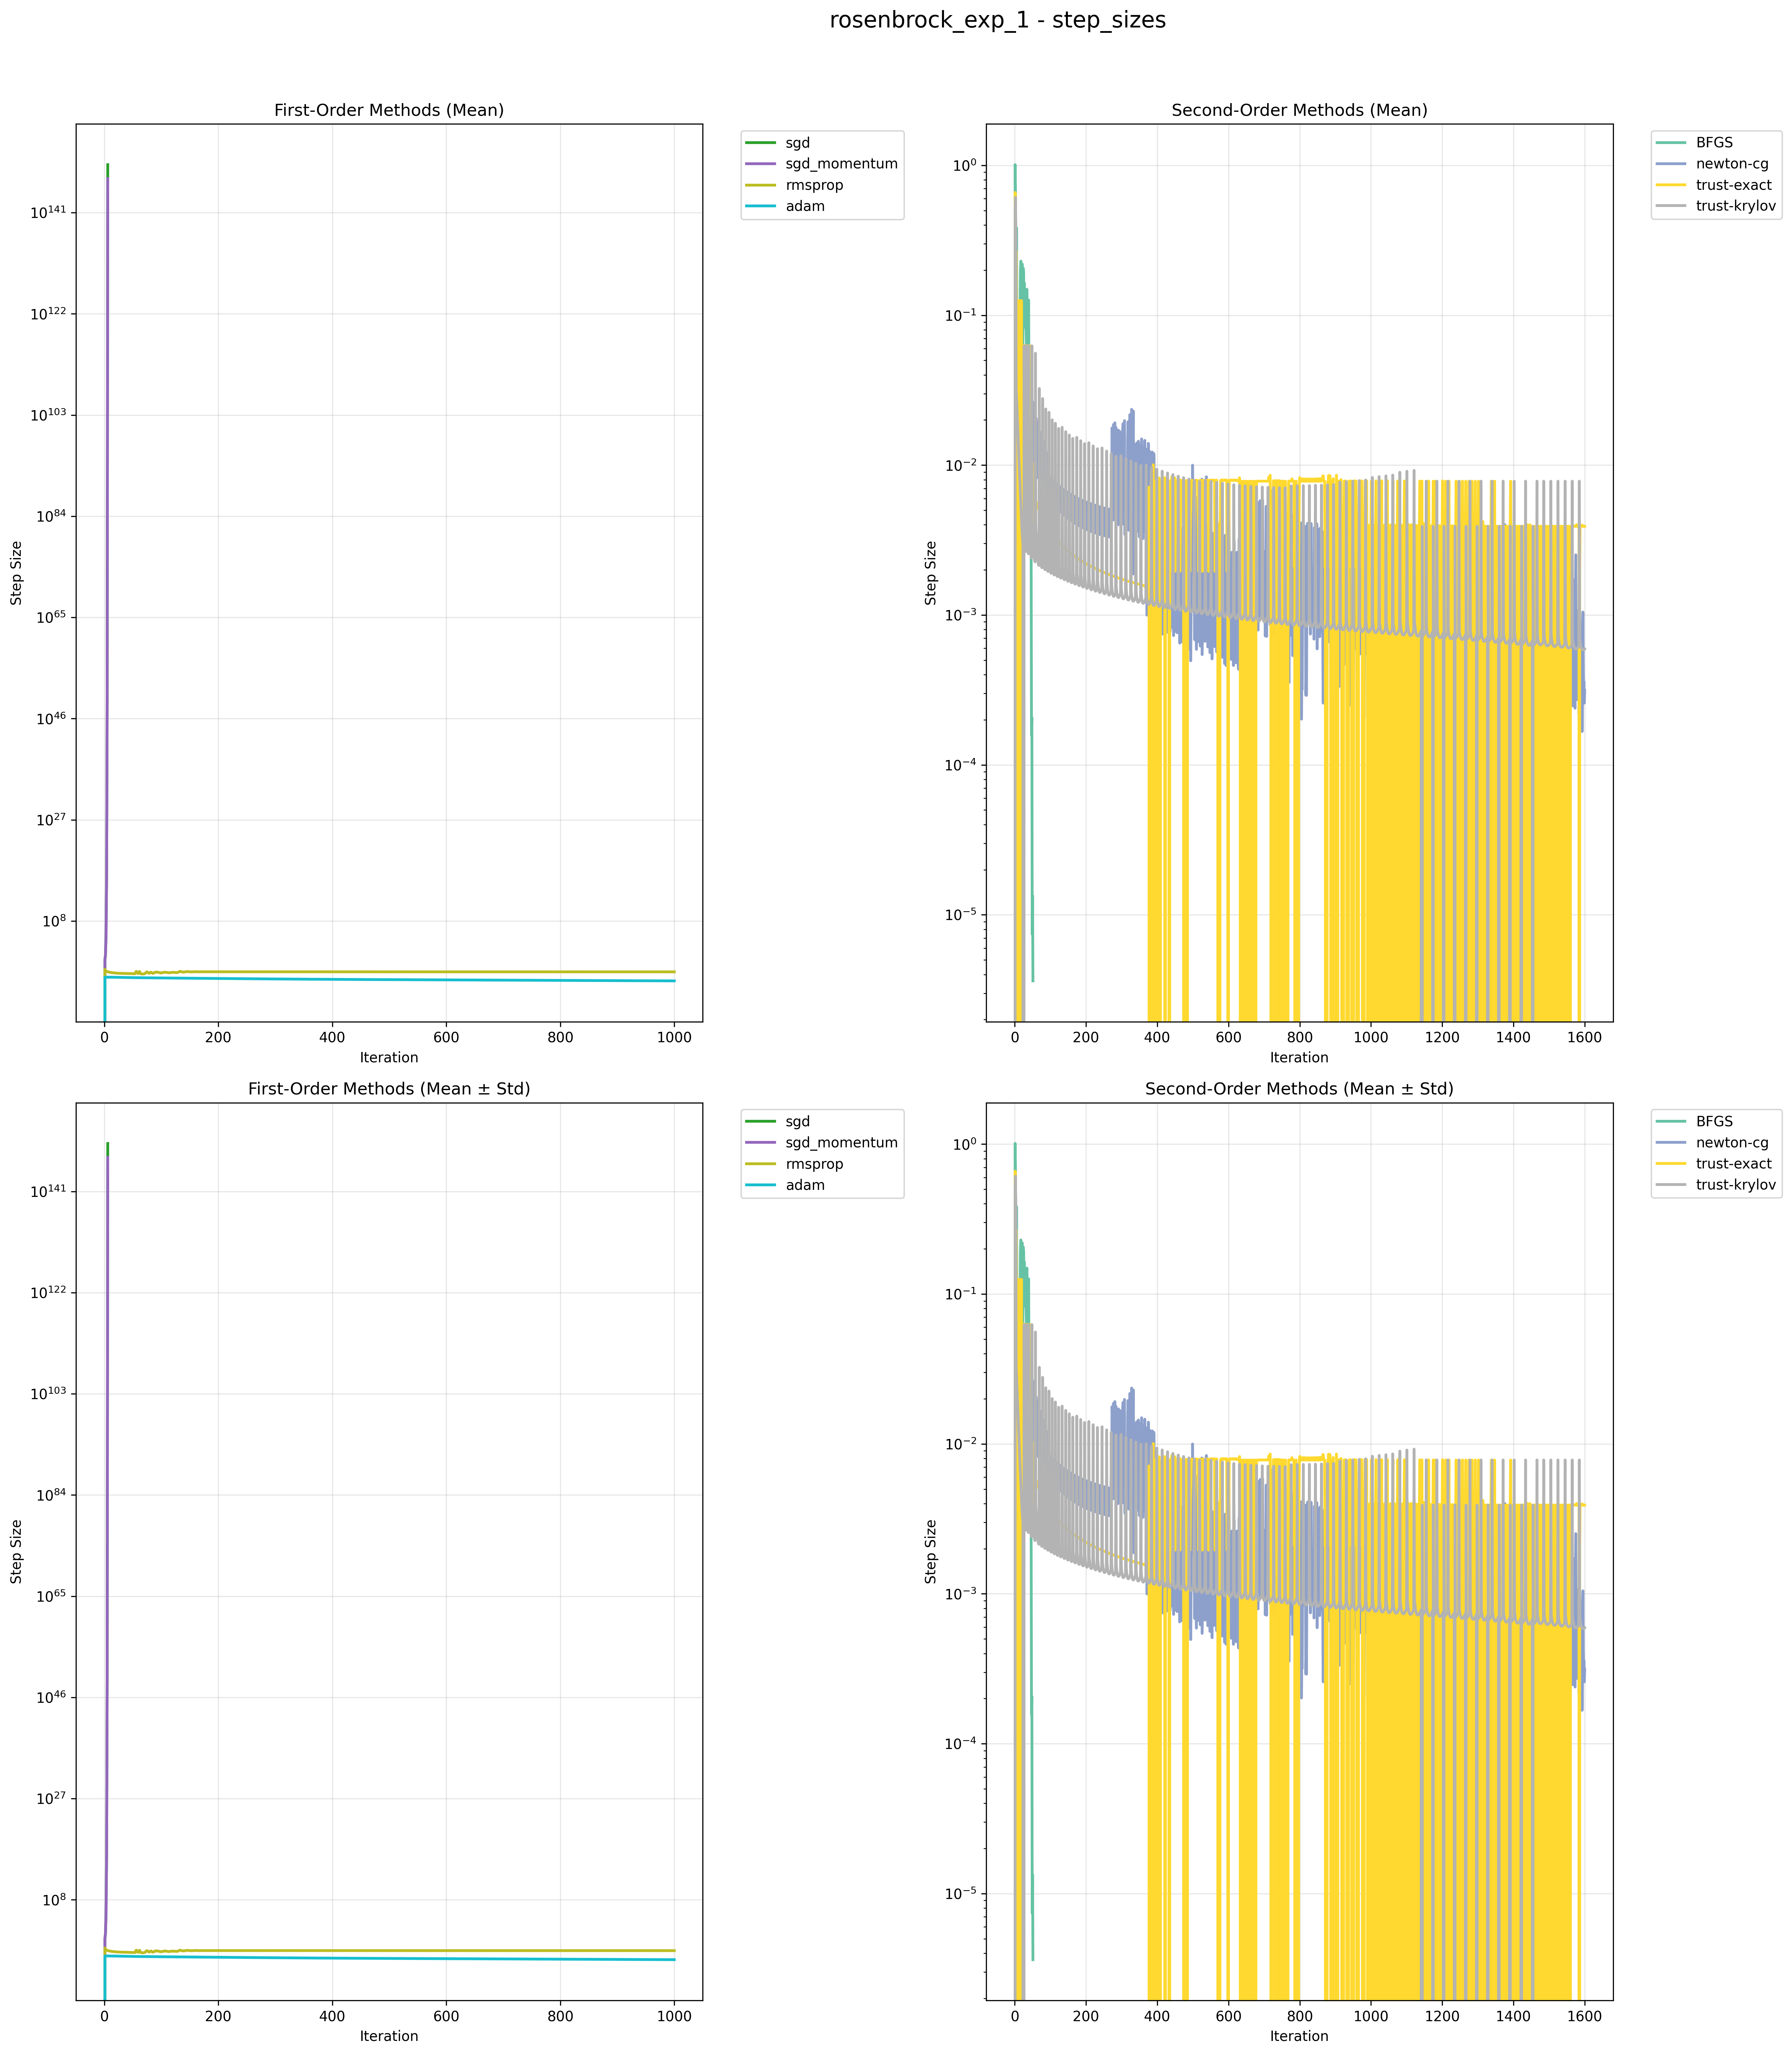 rosenbrock_exp_1 - step_sizes
First-Order Methods (Mean)
10^141
10^122
10^103
10^84
10^65
10^46
10^27
10^8
Step Size
0 200 400 600 800 1000
Iteration
sgd
sgd_momentum
rmsprop
adam
Second-Order Methods (Mean)
10^0
10^-1
10^-2
10^-3
10^-4
10^-5
Step Size
0 200 400 600 800 1000 1200 1400 1600
Iteration
BFGS
newton-cg
trust-exact
trust-krylov
First-Order Methods (Mean ± Std)
10^141
10^122
10^103
10^84
10^65
10^46
10^27
10^8
Step Size
0 200 400 600 800 1000
Iteration
sgd
sgd_momentum
rmsprop
adam
Second-Order Methods (Mean ± Std)
10^0
10^-1
10^-2
10^-3
10^-4
10^-5
Step Size
0 200 400 600 800 1000 1200 1400 1600
Iteration
BFGS
newton-cg
trust-exact
trust-krylov